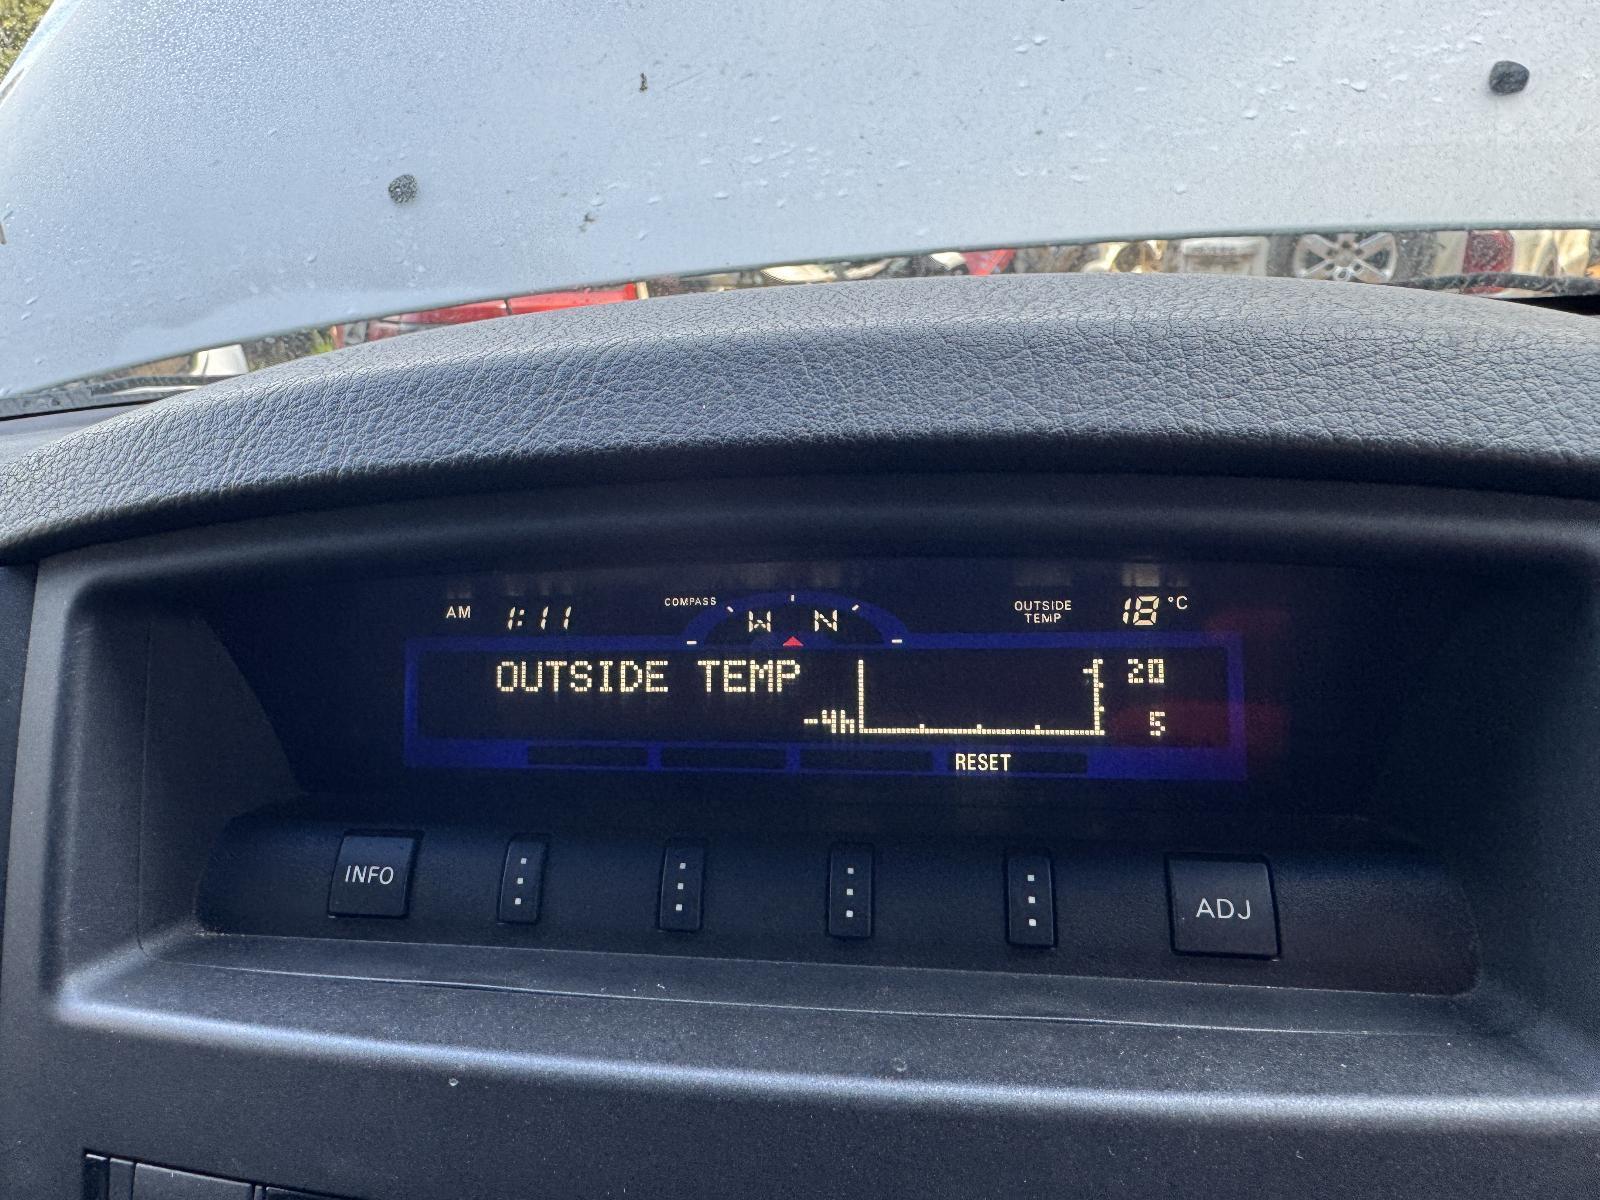 AM 1:11 COMPASS W N OUTSIDE TEMP 18 °C
OUTSIDE TEMP 20
-4h 5
RESET
INFO ADJ